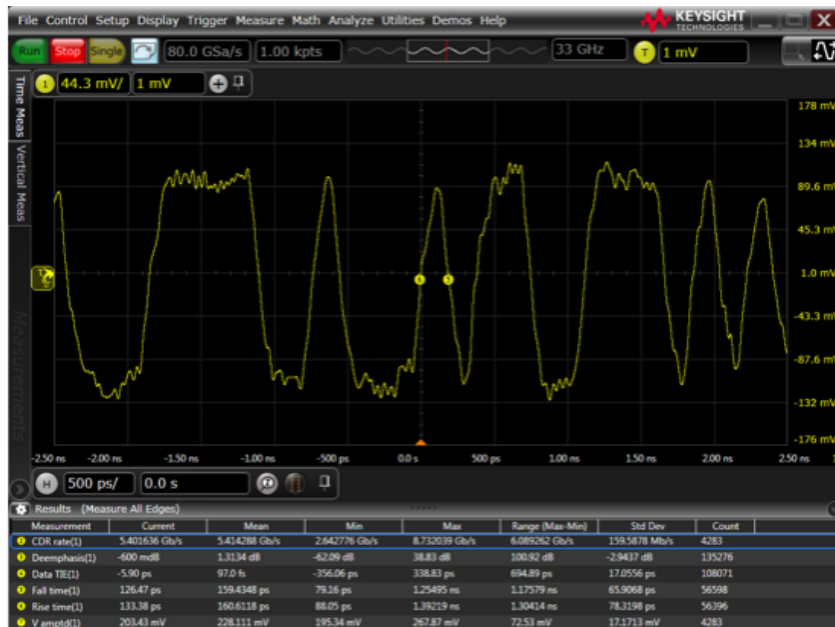 File Control Setup Display Trigger Measure Math Analyze Utilities Demos Help KEYSIGHT TECHNOLOGIES
Run Stop Single 80.0 GSa/s 1.00 kpts 33 GHz T 1 mV
Time Meas
Vertical Meas
Measurements
1 44.3 mV/ 1 mV
178 mV
134 mV
89.6 mV
45.3 mV
1.0 mV
-43.3 mV
-87.6 mV
-132 mV
-176 mV
-2.50 ns -2.00 ns -1.50 ns -1.00 ns -500 ps 0.0 s 500 ps 1.00 ns 1.50 ns 2.00 ns 2.50 ns
H 500 ps/ 0.0 s
Results (Measure All Edges)
Measurement Current Mean Min Max Range (Max-Min) Std Dev Count
CDR rate(1) 5.401636 Gb/s 5.414288 Gb/s 2.642776 Gb/s 8.732039 Gb/s 6.089262 Gb/s 159.5878 Mb/s 4283
Deemphasis(1) -600 mdB 1.3134 dB -62.09 dB 38.83 dB 100.92 dB -2.9437 dB 135276
Data TIE(1) -5.90 ps 97.0 fs -356.06 ps 338.83 ps 694.89 ps 17.0556 ps 108071
Fall time(1) 126.47 ps 159.4348 ps 79.16 ps 1.25495 ns 1.17579 ns 65.9068 ps 56598
Rise time(1) 133.38 ps 160.6118 ps 88.05 ps 1.39219 ns 1.30414 ns 78.3198 ps 56396
V amptd(1) 203.43 mV 228.111 mV 195.34 mV 267.87 mV 72.53 mV 17.1713 mV 4283